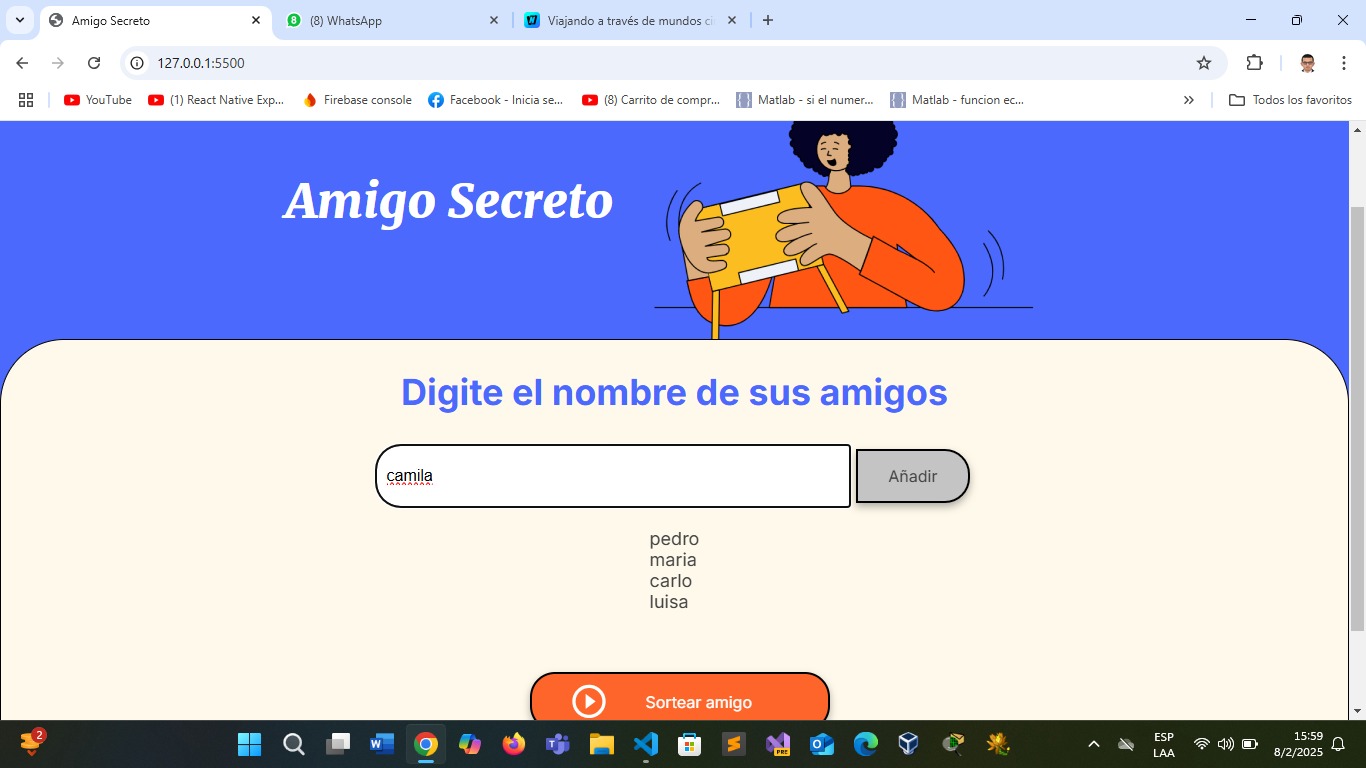 Amigo Secreto
(8) WhatsApp
Viajando a través de mundos ci
127.0.0.1:5500
YouTube
(1) React Native Exp...
Firebase console
Facebook - Inicia se...
(8) Carrito de compr...
Matlab - si el numer...
Matlab - funcion ec...
Todos los favoritos
Amigo Secreto
Digite el nombre de sus amigos
camila
Añadir
pedro
maria
carlo
luisa
Sortear amigo
2
PRE
ESP
LAA
15:59
8/2/2025